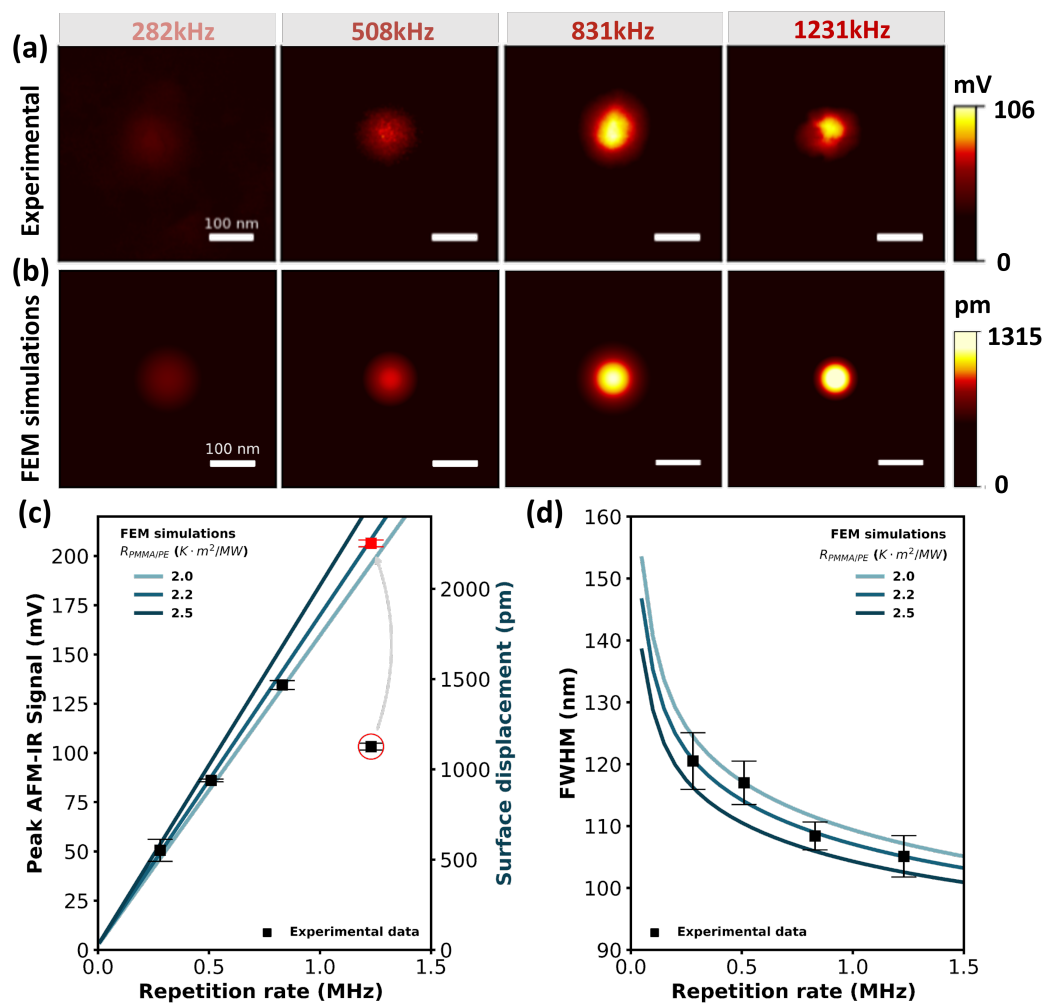 282kHz 508kHz 831kHz 1231kHz
(a)
Experimental
100 nm
mV
106
0
(b)
FEM simulations
100 nm
pm
1315
0
(c)
FEM simulations
R_PMMA/PE (K · m²/MW)
2.0
2.2
2.5
Peak AFM-IR Signal (mV)
200
175
150
125
100
75
50
25
0
Surface displacement (pm)
2000
1500
1000
500
0
Experimental data
0.0 0.5 1.0 1.5
Repetition rate (MHz)
(d)
FEM simulations
R_PMMA/PE (K · m²/MW)
2.0
2.2
2.5
FWHM (nm)
160
150
140
130
120
110
100
90
Experimental data
0.0 0.5 1.0 1.5
Repetition rate (MHz)